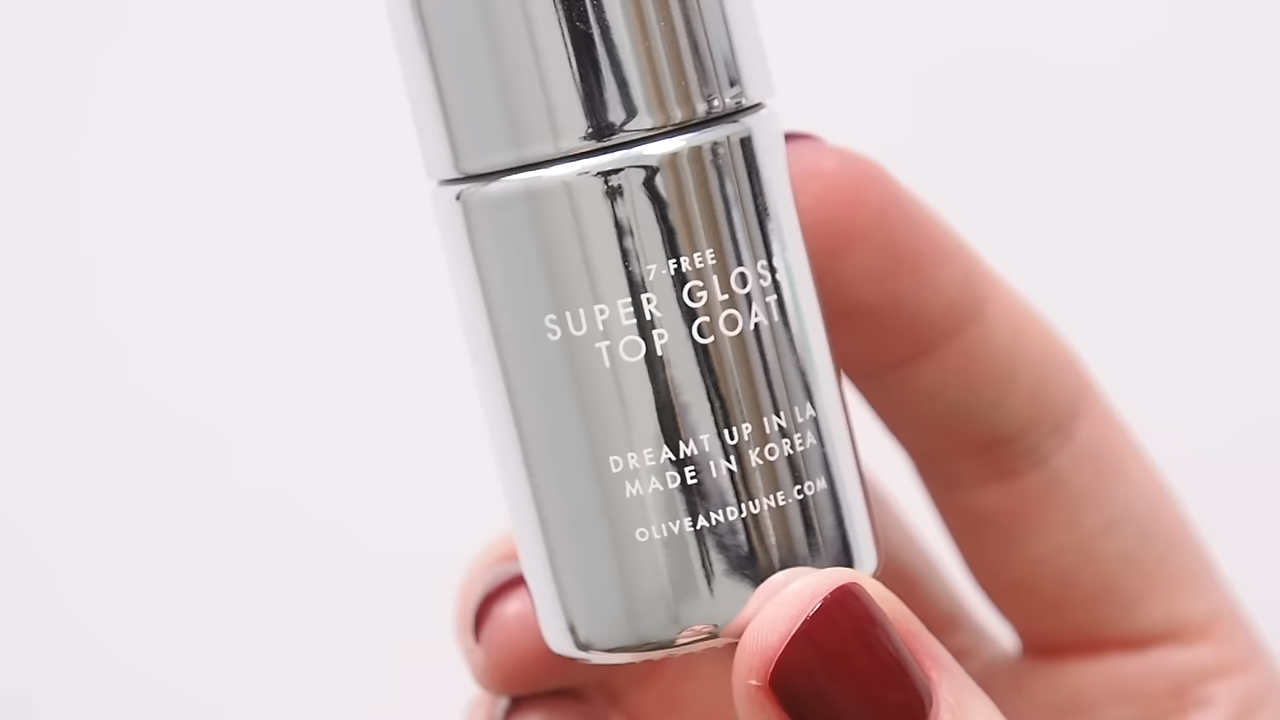 7-FREE
SUPER GLOSS
TOP COAT
DREAMT UP IN LA
MADE IN KOREA
OLIVEANDJUNE.COM